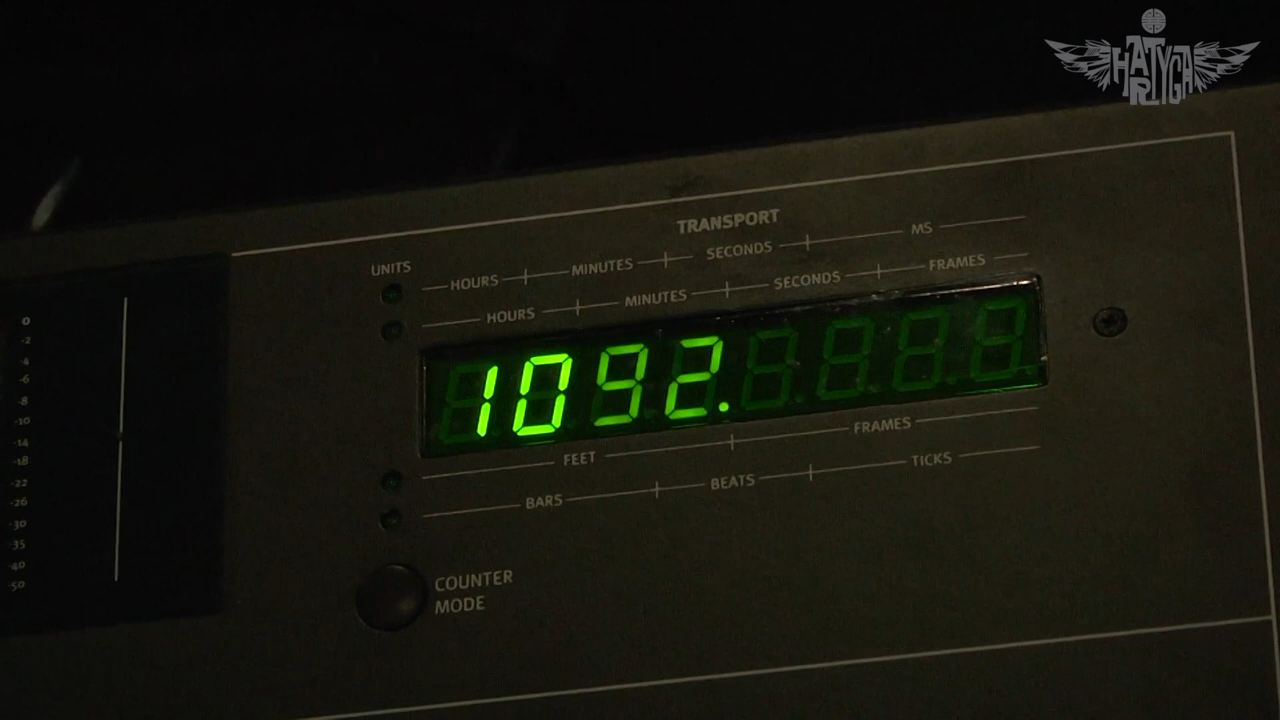 HARTYGA
TRANSPORT
HOURS MINUTES SECONDS MS
UNITS
HOURS MINUTES SECONDS FRAMES
1092.
FEET FRAMES
BARS BEATS TICKS
COUNTER
MODE
0
-2
-4
-6
-8
-10
-14
-18
-22
-26
-30
-35
-40
-50